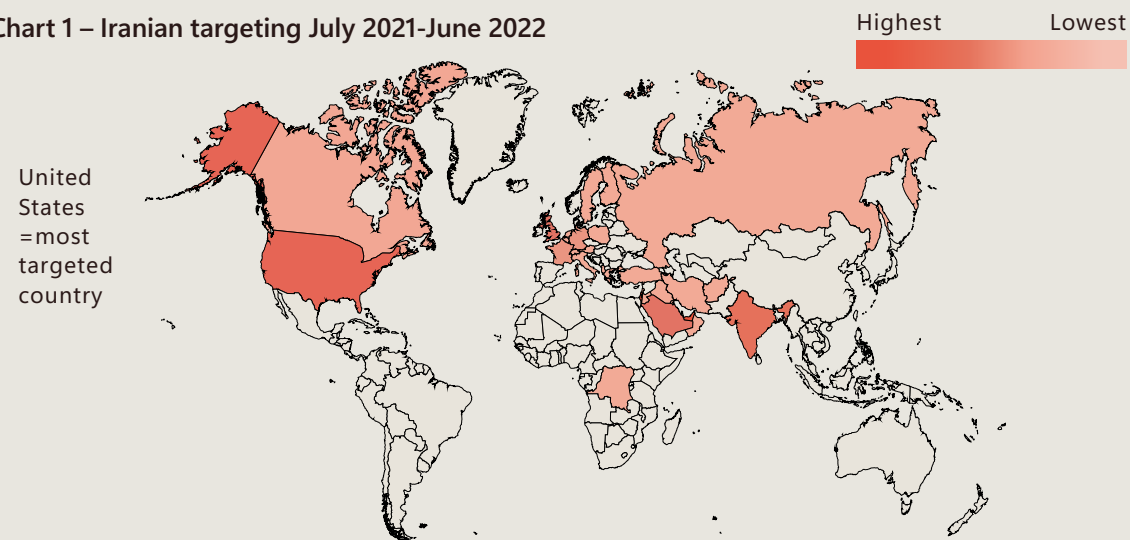 Chart 1 – Iranian targeting July 2021-June 2022
Highest Lowest
United
States
=most
targeted
country